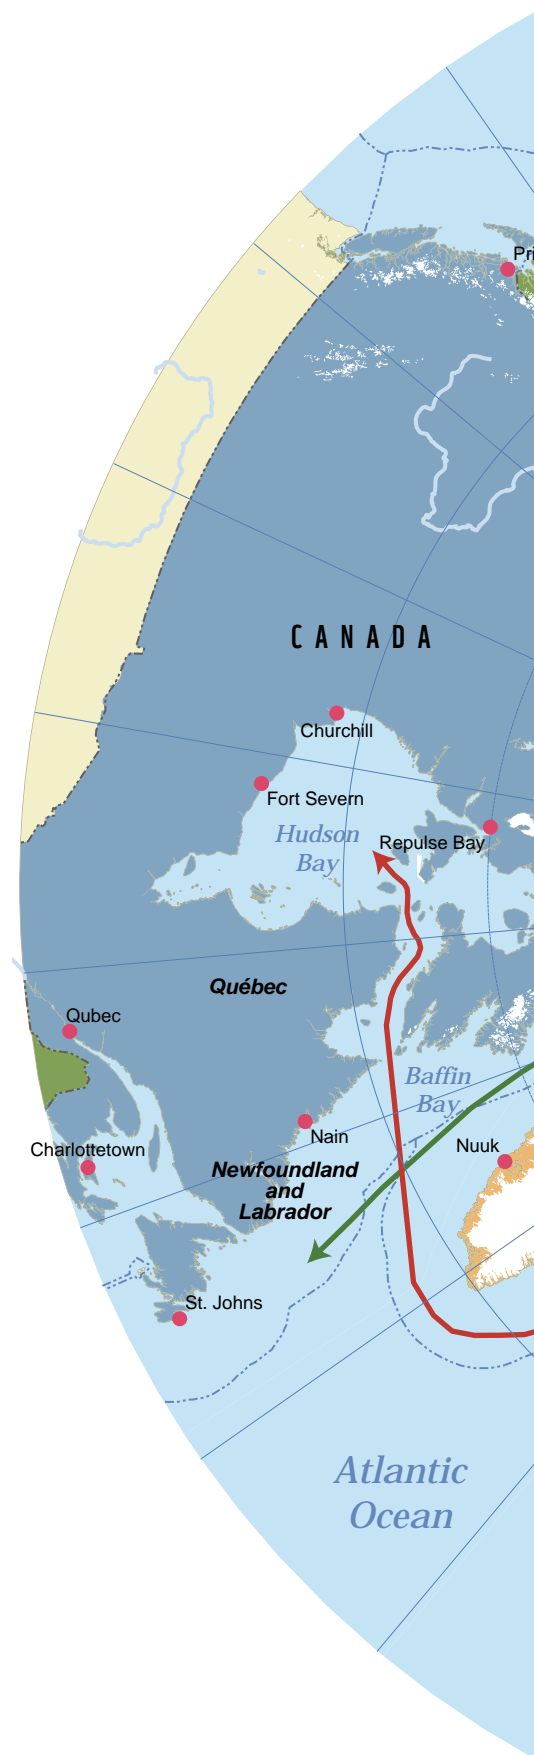 Pri
CANADA
Churchill
Fort Severn
Hudson
Bay
Repulse Bay
Québec
Qubec
Baffin
Bay
Nain
Charlottetown
Nuuk
Newfoundland
and
Labrador
St. Johns
Atlantic
Ocean